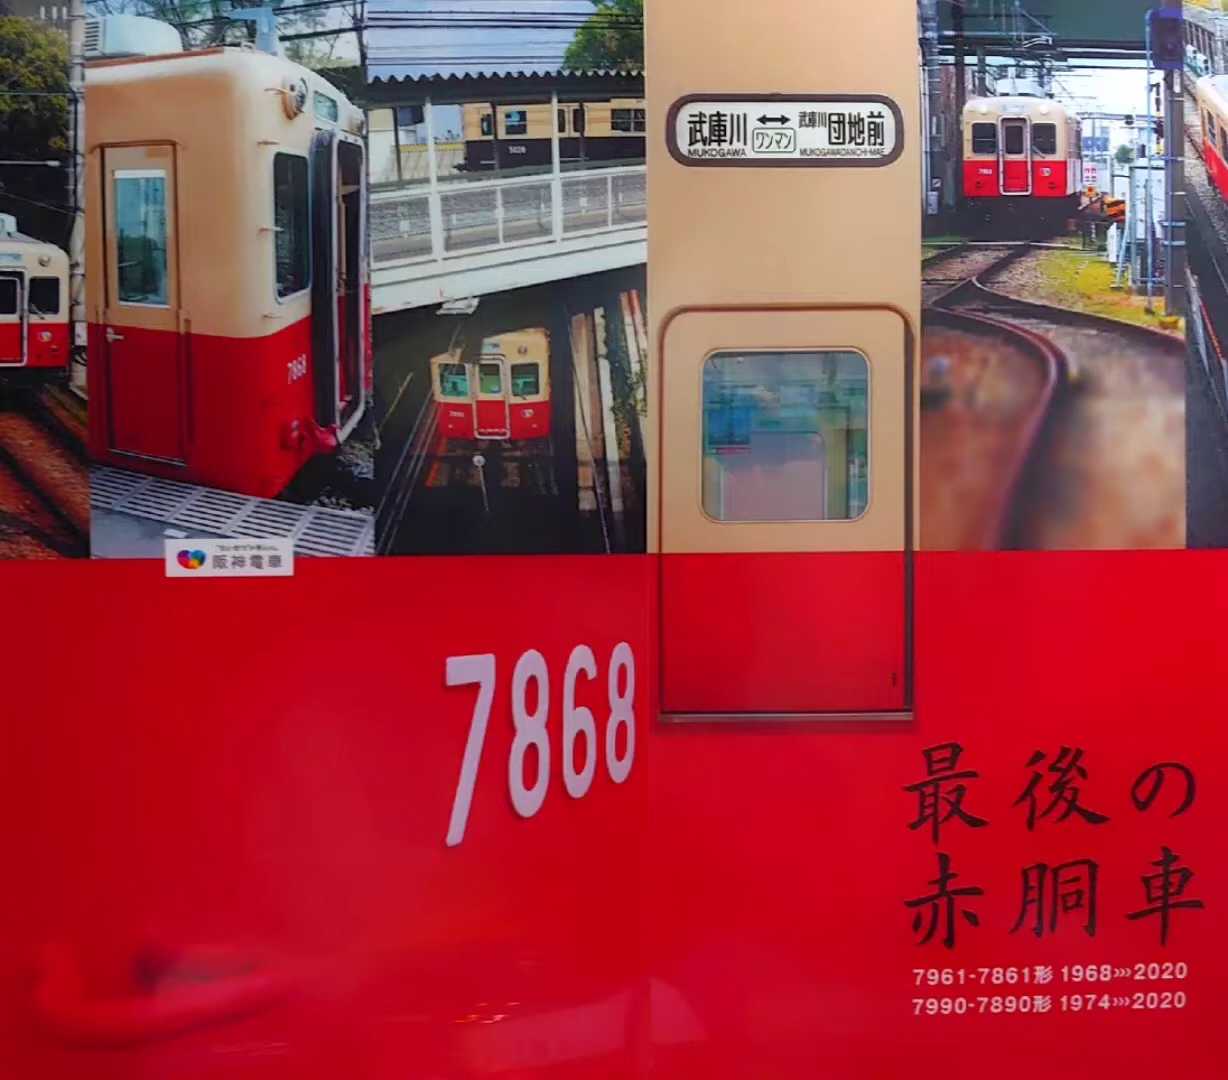 7868
5026
武庫川 ↔ 武庫川団地前
ワンマン
MUKOGAWA MUKOGAWADANCHI-MAE
阪神電車
7868
最後の
赤胴車
7961-7861形 1968›››2020
7990-7890形 1974›››2020